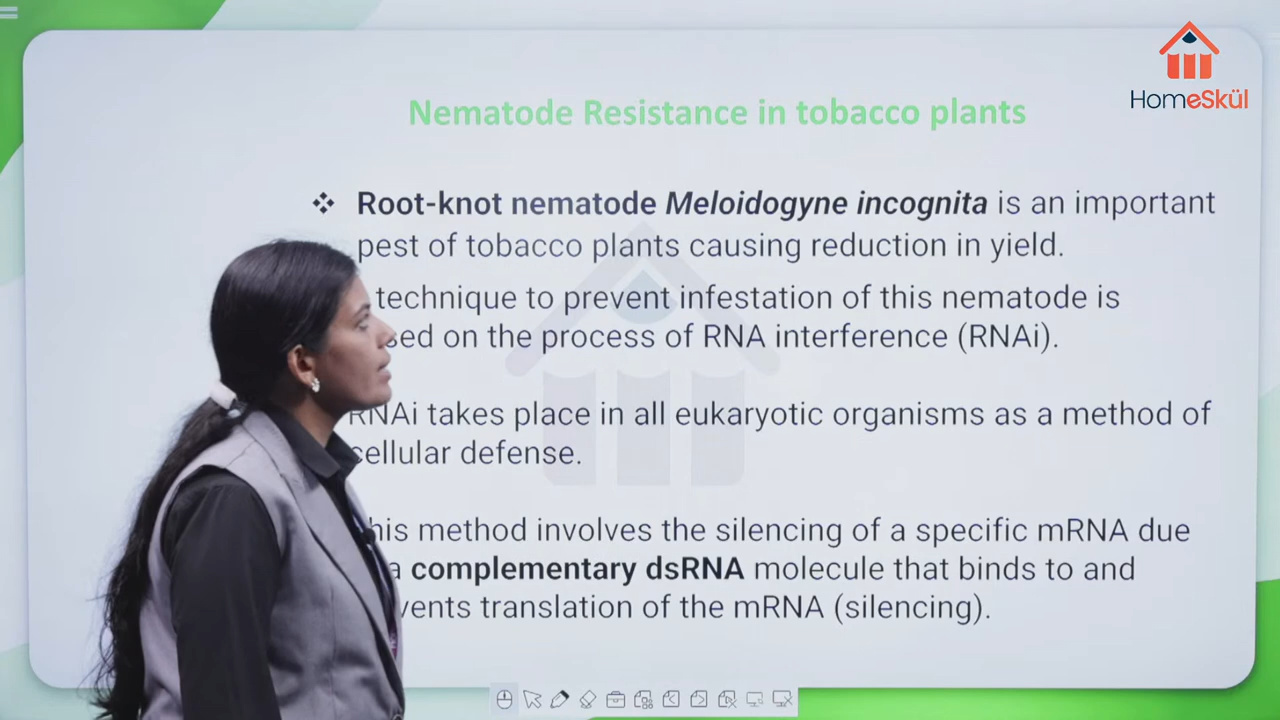 HomeSkül
Nematode Resistance in tobacco plants
Root-knot nematode Meloidogyne incognita is an important
pest of tobacco plants causing reduction in yield.
technique to prevent infestation of this nematode is
on the process of RNA interference (RNAi).
RNAi takes place in all eukaryotic organisms as a method of
cellular defense.
method involves the silencing of a specific mRNA due
a complementary dsRNA molecule that binds to and
translation of the mRNA (silencing).